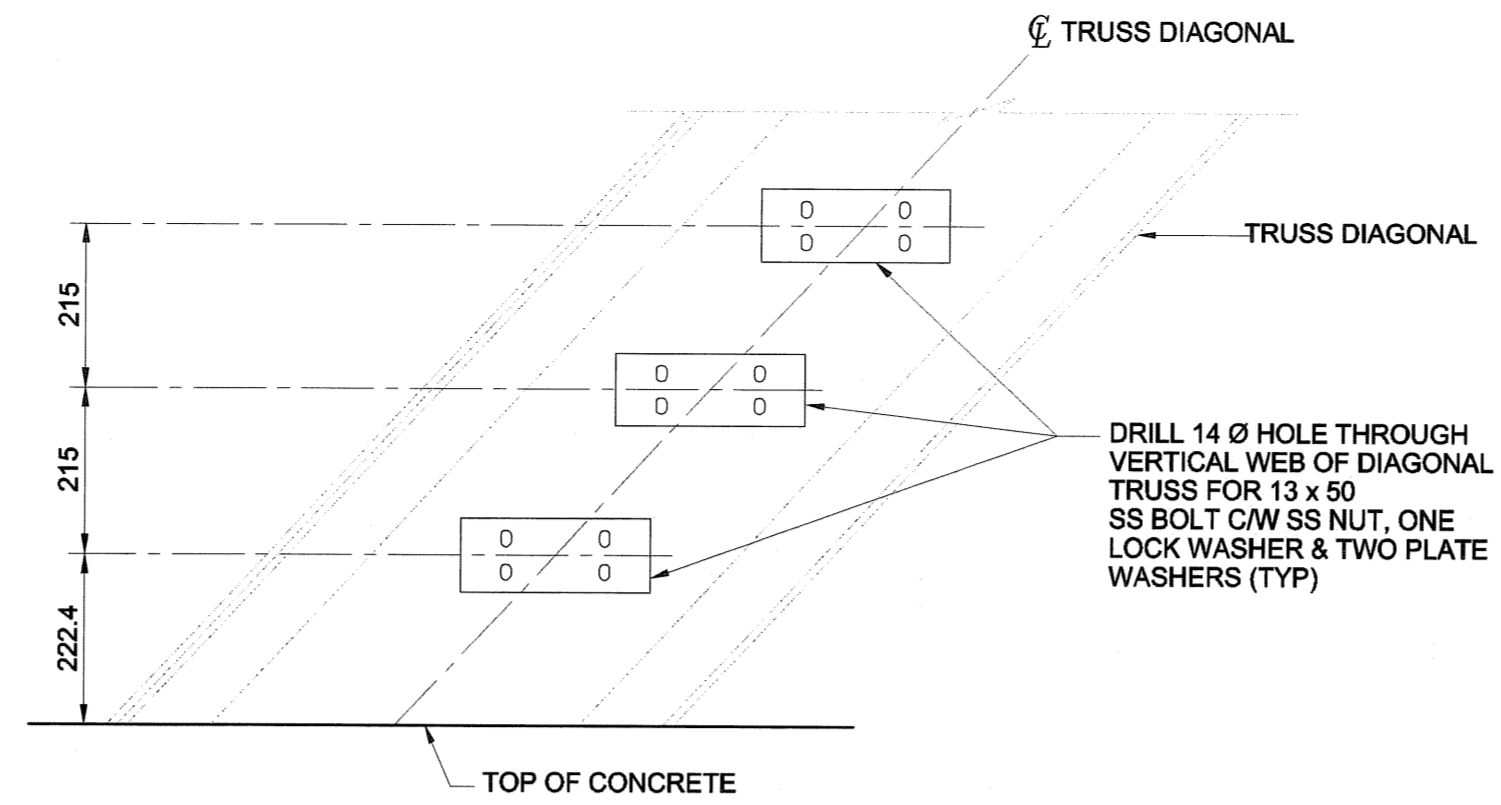 ℄ TRUSS DIAGONAL
TRUSS DIAGONAL
215
215
222.4
DRILL 14 Ø HOLE THROUGH
VERTICAL WEB OF DIAGONAL
TRUSS FOR 13 x 50
SS BOLT C/W SS NUT, ONE
LOCK WASHER & TWO PLATE
WASHERS (TYP)
TOP OF CONCRETE